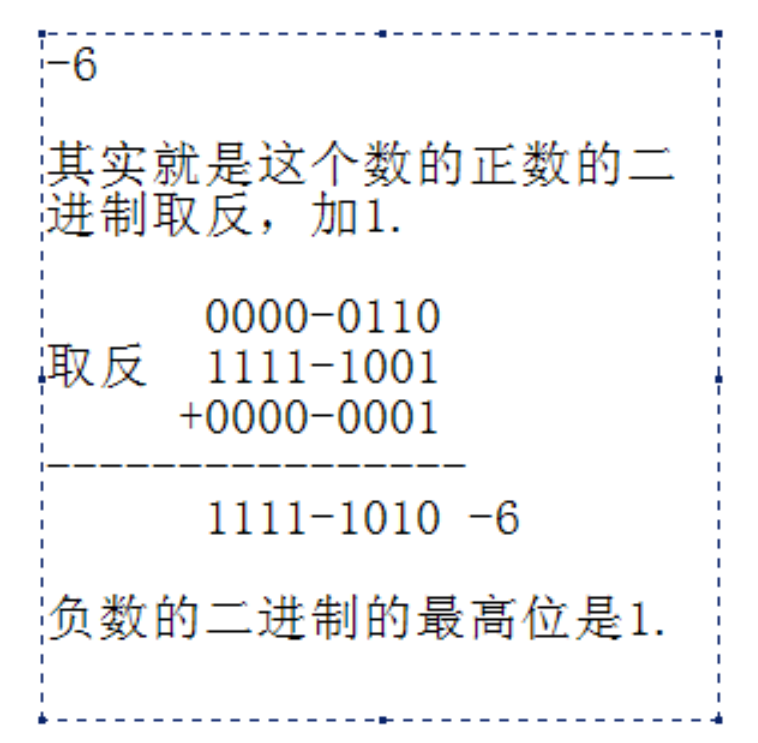 -6
其实就是这个数的正数的二
进制取反，加1.
0000-0110
取反 1111-1001
+0000-0001
----------------
1111-1010 -6
负数的二进制的最高位是1.